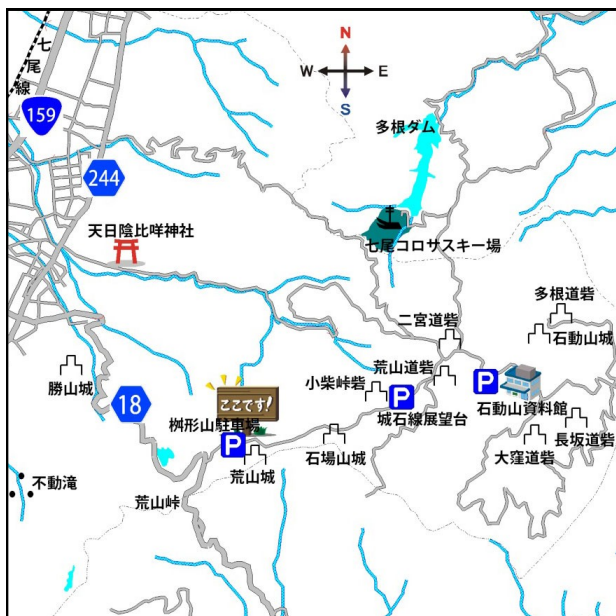 七尾線
N
W
E
S
159
多根ダム
244
天日陰比咩神社
七尾コロサスキー場
多根道砦
二宮道砦
石動山城
荒山道砦
勝山城
小柴峠砦
P
18
ここです!
P
石動山資料館
城石線展望台
桝形山駐車場
長坂道砦
P
石場山城
大窪道砦
荒山城
不動滝
荒山峠